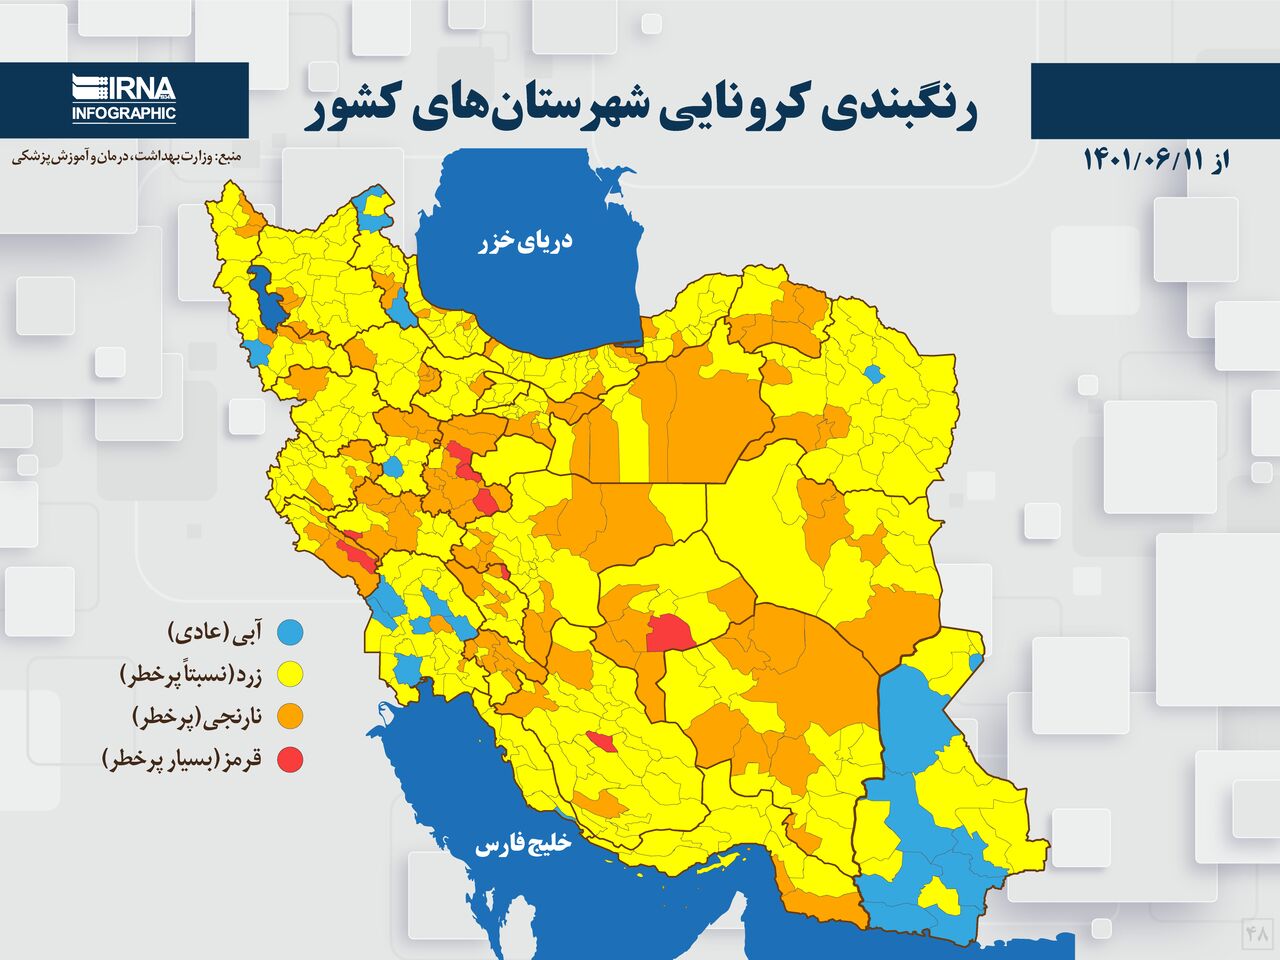 IRNA
INFOGRAPHIC
رنگبندی کرونایی شهرستان‌های کشور
منبع: وزارت بهداشت، درمان و آموزش پزشکی
از ۱۴۰۱/۰۶/۱۱
دریای خزر
آبی (عادی)
زرد (نسبتاً پرخطر)
نارنجی (پرخطر)
قرمز (بسیار پرخطر)
خلیج فارس
۴۸